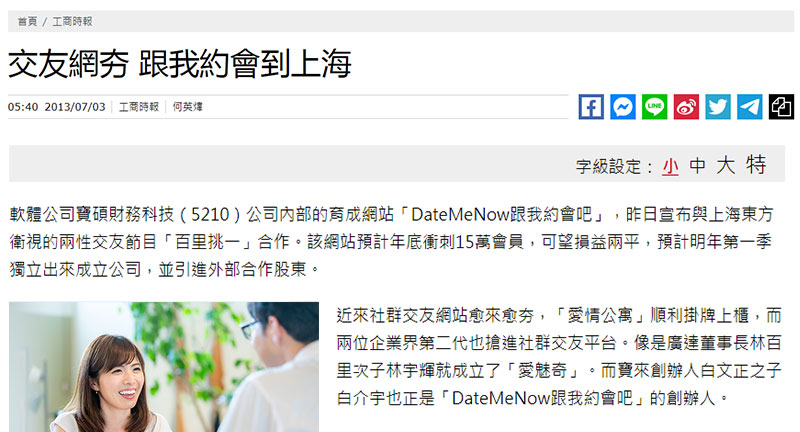 首頁 / 工商時報
交友網夯 跟我約會到上海
05:40 2013/07/03 工商時報 何英煒
LINE
字級設定： 小 中 大 特
軟體公司寶碩財務科技（5210）公司內部的育成網站「DateMeNow跟我約會吧」，昨日宣布與上海東方
衛視的兩性交友節目「百里挑一」合作。該網站預計年底衝刺15萬會員，可望損益兩平，預計明年第一季
獨立出來成立公司，並引進外部合作股東。
近來社群交友網站愈來愈夯，「愛情公寓」順利掛牌上櫃，而
兩位企業界第二代也搶進社群交友平台。像是廣達董事長林百
里次子林宇輝就成立了「愛魅奇」。而寶來創辦人白文正之子
白介宇也正是「DateMeNow跟我約會吧」的創辦人。